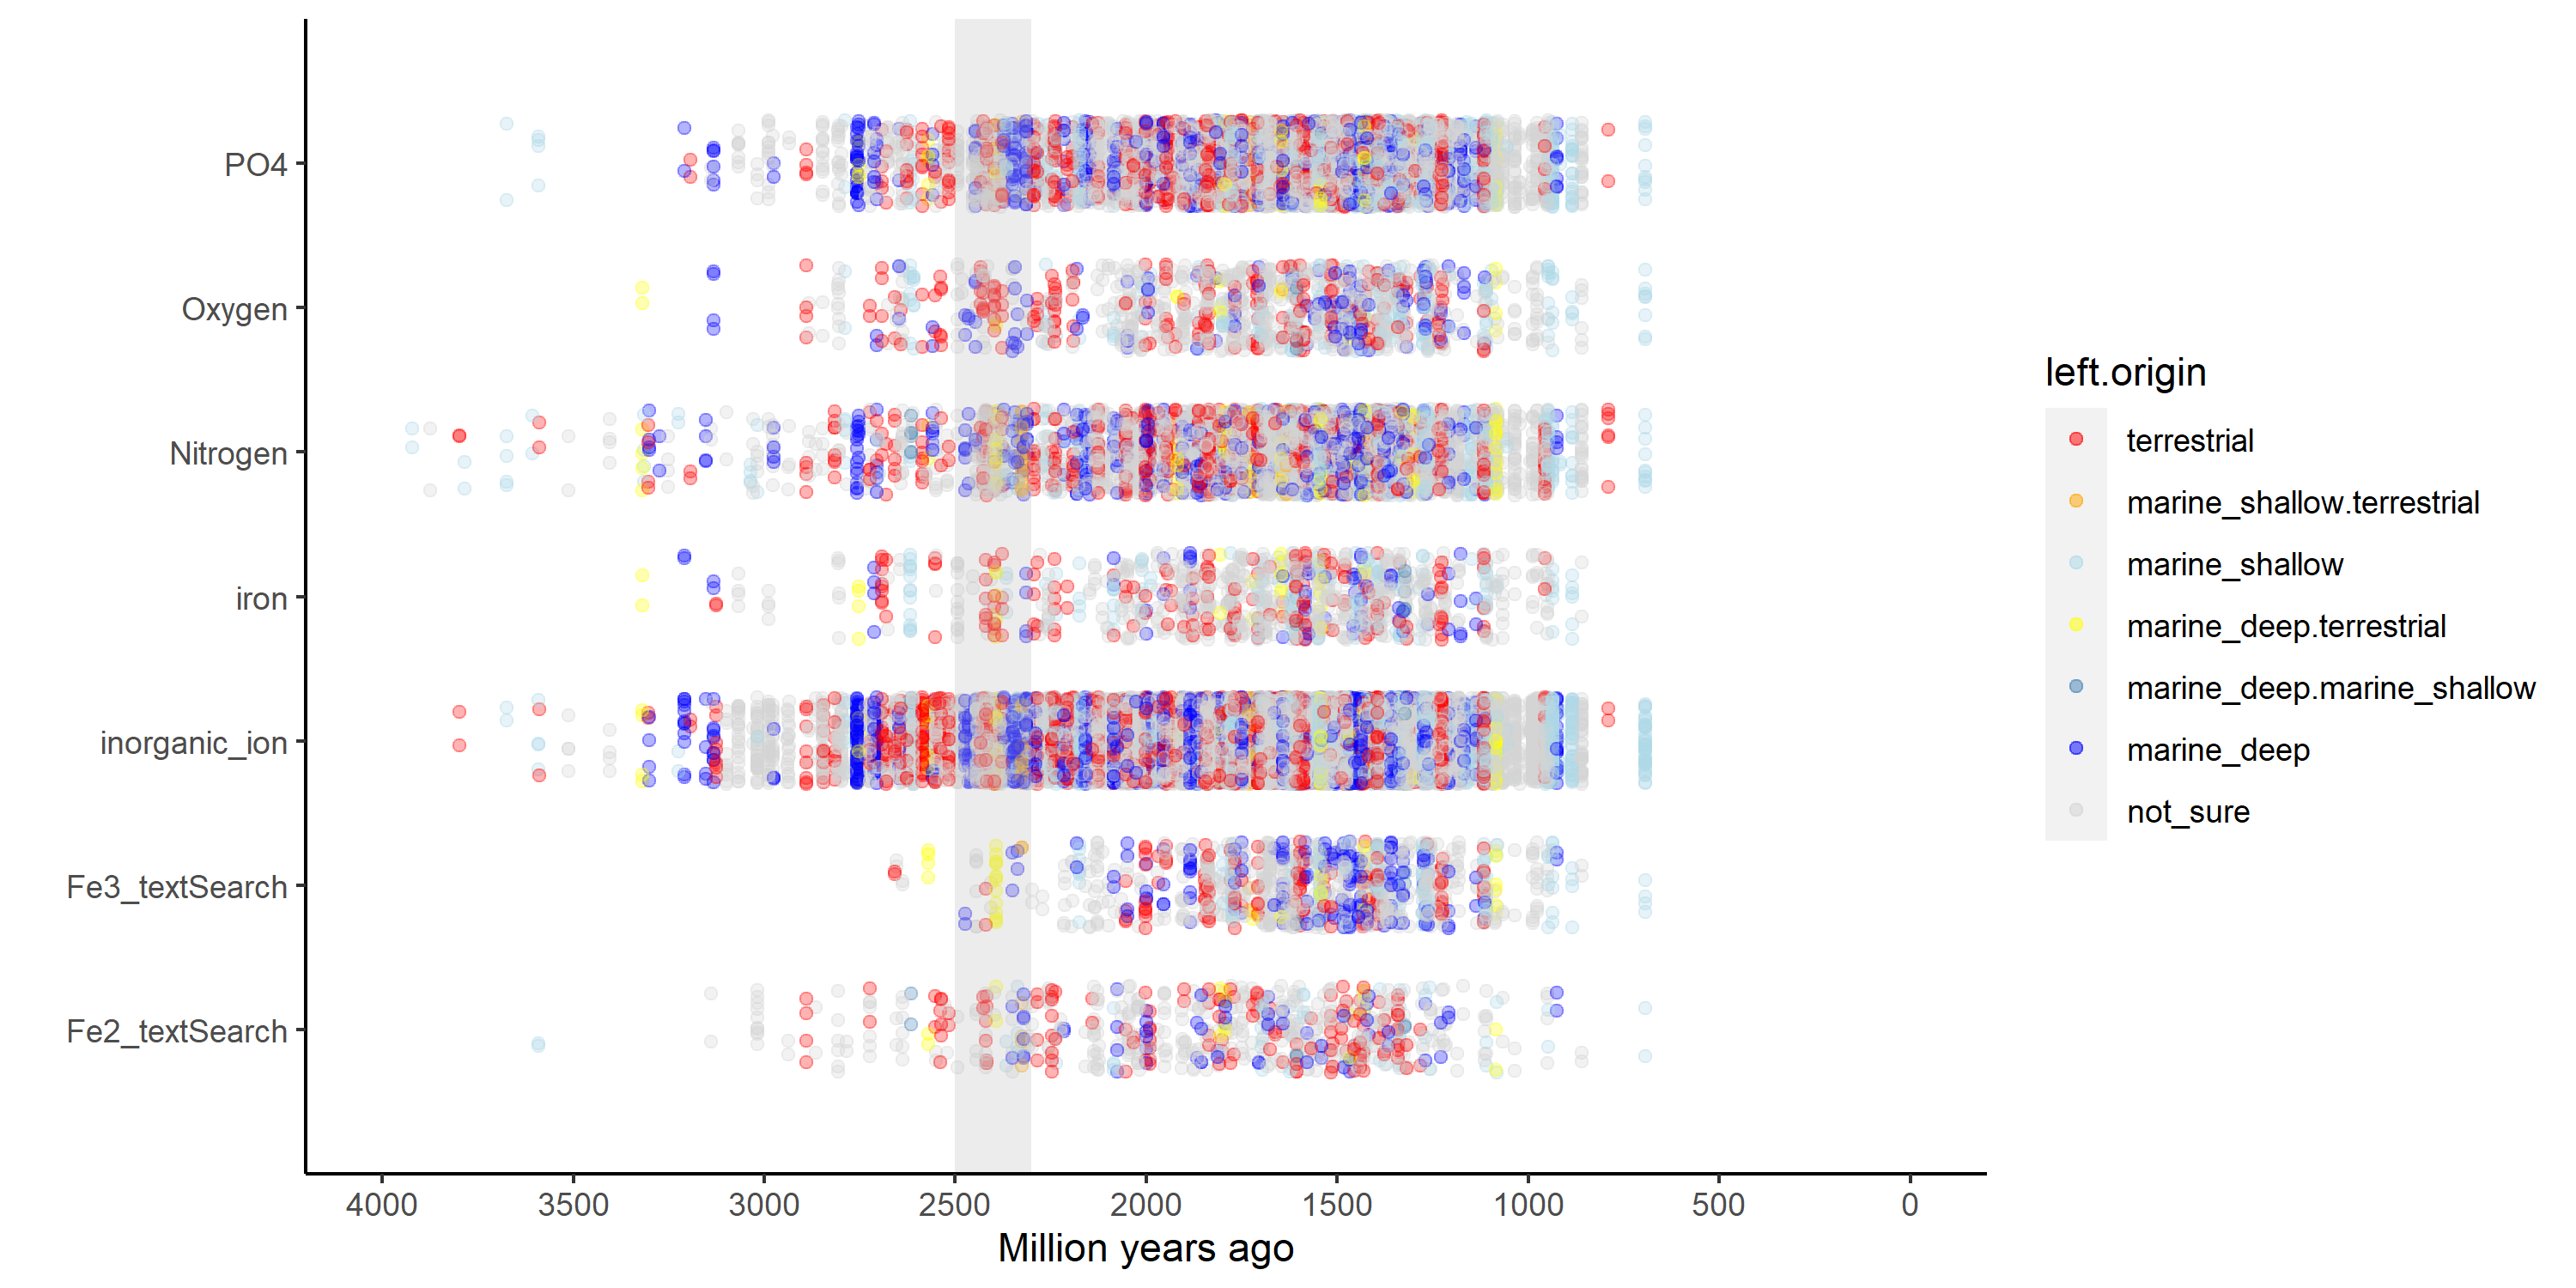 PO4
Oxygen
Nitrogen
iron
inorganic_ion
Fe3_textSearch
Fe2_textSearch
4000 3500 3000 2500 2000 1500 1000 500 0
Million years ago
left.origin
terrestrial
marine_shallow.terrestrial
marine_shallow
marine_deep.terrestrial
marine_deep.marine_shallow
marine_deep
not_sure